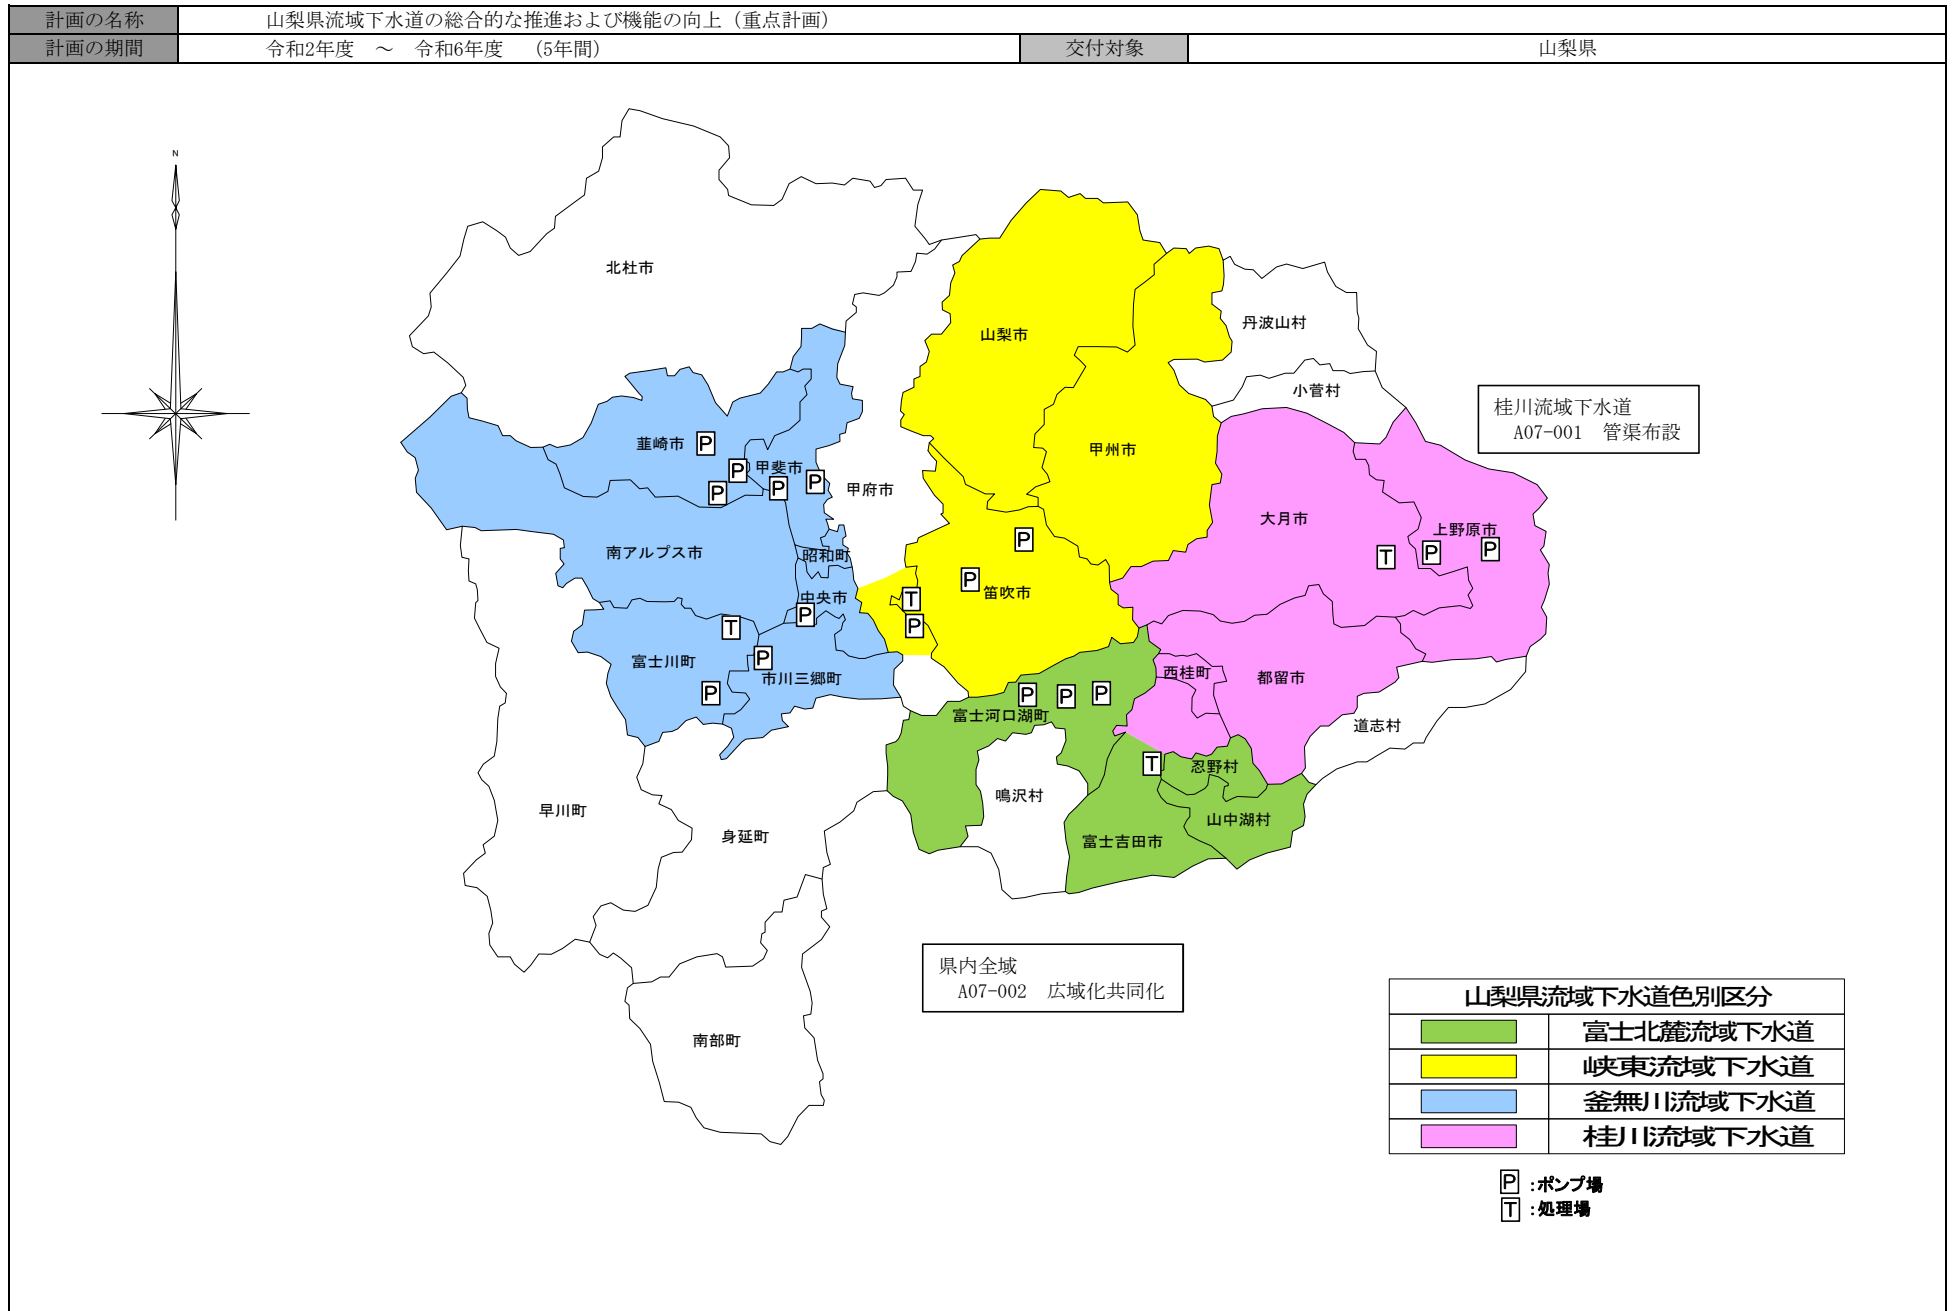 計画の名称 山梨県流域下水道の総合的な推進および機能の向上（重点計画）
計画の期間 令和2年度 ～ 令和6年度 （5年間） 交付対象 山梨県
N
北杜市
山梨市
丹波山村
小菅村
桂川流域下水道
A07-001 管渠布設
韮崎市
P
甲斐市
P
P
P
P
甲府市
甲州市
大月市
上野原市
南アルプス市
昭和町
P
T
P
P
中央市
P
T
P
笛吹市
P
T
富士川町
P
市川三郷町
P
西桂町
都留市
富士河口湖町
P
P
P
道志村
T
忍野村
鳴沢村
早川町
身延町
富士吉田市
山中湖村
県内全域
A07-002 広域化共同化
南部町
山梨県流域下水道色別区分
富士北麓流域下水道
峡東流域下水道
釜無川流域下水道
桂川流域下水道
P :ポンプ場
T :処理場